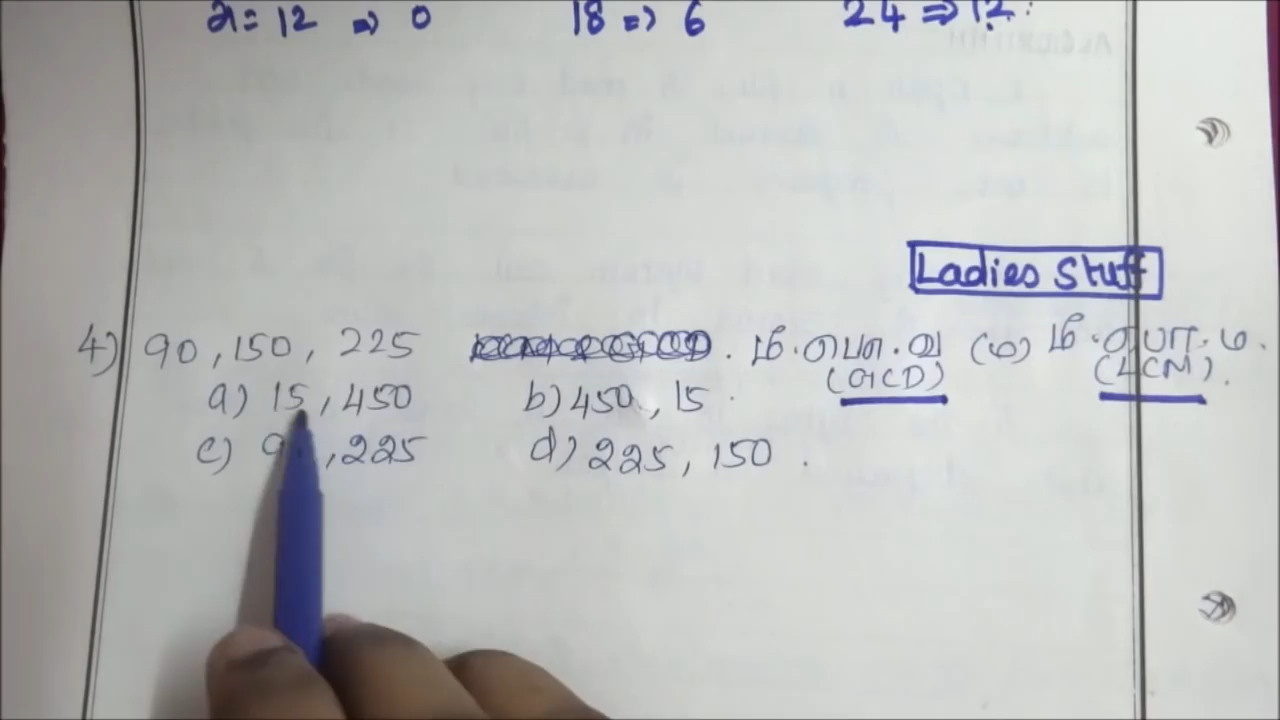 x = 12 ⇒ 0 18 ⇒ 6 24 ⇒ 12.
Ladies Stuff
4) 90, 150, 225 . மீ.பொ.வ (ம) மீ.பொ.ம.
(GCD) (LCM).
a) 15, 450 b) 450, 15.
c) 9 , 225 d) 225, 150.